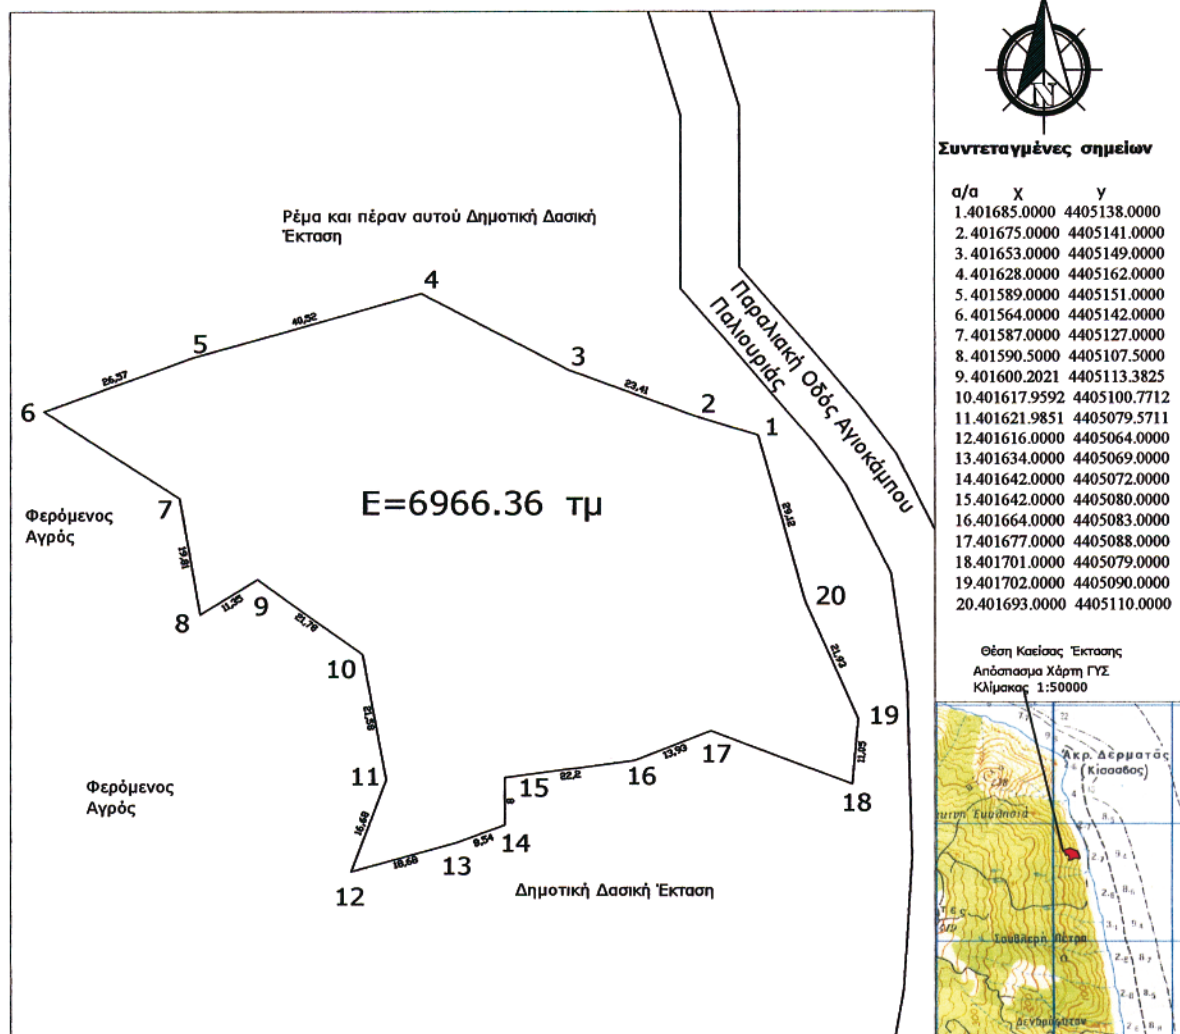 N
Συντεταγμένες σημείων
α/α χ y
1.401685.0000 4405138.0000
2.401675.0000 4405141.0000
3.401653.0000 4405149.0000
4.401628.0000 4405162.0000
5.401589.0000 4405151.0000
6.401564.0000 4405142.0000
7.401587.0000 4405127.0000
8.401590.5000 4405107.5000
9.401600.2021 4405113.3825
10.401617.9592 4405100.7712
11.401621.9851 4405079.5711
12.401616.0000 4405064.0000
13.401634.0000 4405069.0000
14.401642.0000 4405072.0000
15.401642.0000 4405080.0000
16.401664.0000 4405083.0000
17.401677.0000 4405088.0000
18.401701.0000 4405079.0000
19.401702.0000 4405090.0000
20.401693.0000 4405110.0000
Ρέμα και πέραν αυτού Δημοτική Δασική
Έκταση
Παραλιακή Οδός Αγιοκάμπου
Παλιουριάς
4
40,52
5
3
26,57
23,41
2
6
1
7
Ε=6966.36 τμ
29,12
Φερόμενος
Αγρός
19,81
8
11,35
9
20
21,78
10
21,93
21,58
19
17
11,05
11
13,93
16
15
22,2
18
Φερόμενος
Αγρός
16,68
8
14
8,54
13
18,68
12
Δημοτική Δασική Έκταση
Θέση Καείσας Έκτασης
Απόσπασμα Χάρτη ΓΥΣ
Κλίμακας 1:50000
Άκρ. Δέρματάς
(Κίσσαβος)
Σουβλερή Πέτρα